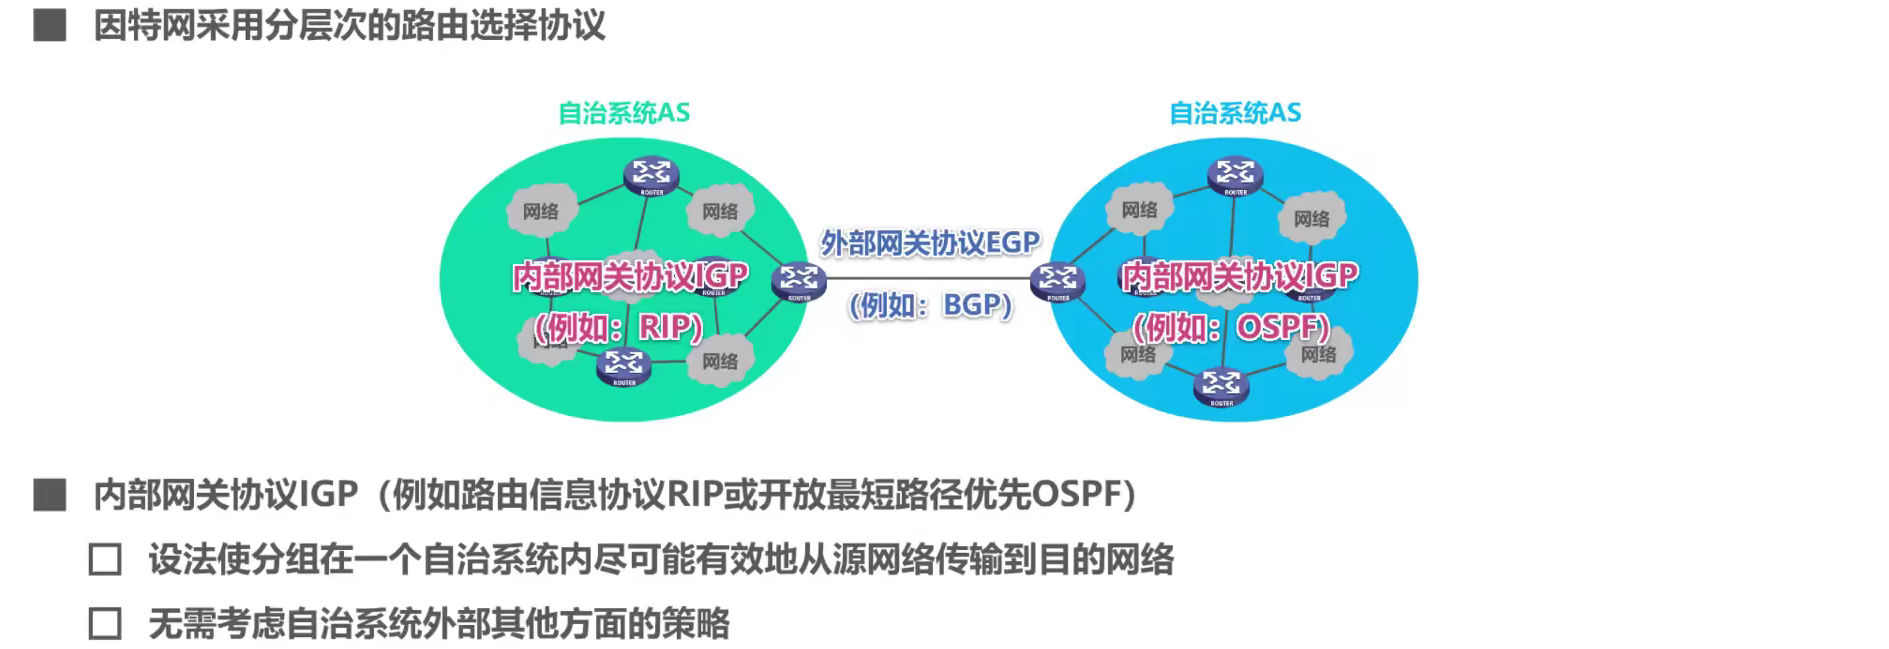 因特网采用分层次的路由选择协议
自治系统AS
自治系统AS
ROUTER
ROUTER
网络
网络
网络
网络
外部网关协议EGP
内部网关协议IGP
内部网关协议IGP
ROUTER
ROUTER
(例如：BGP)
(例如：RIP)
(例如：OSPF)
网络
网络
网络
网络
ROUTER
ROUTER
内部网关协议IGP（例如路由信息协议RIP或开放最短路径优先OSPF）
设法使分组在一个自治系统内尽可能有效地从源网络传输到目的网络
无需考虑自治系统外部其他方面的策略